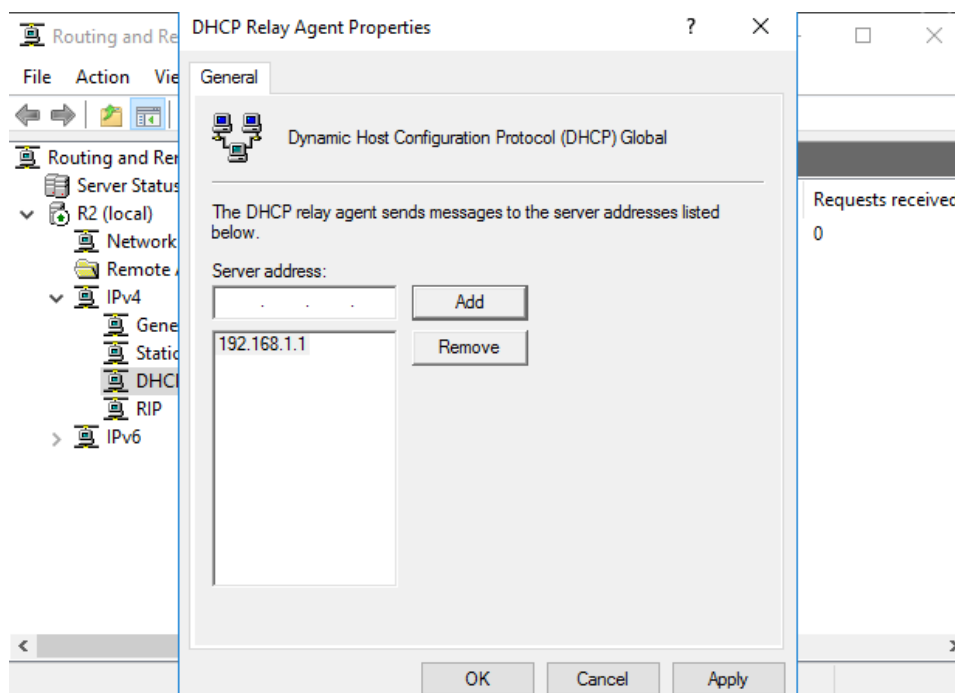 Routing and Re
DHCP Relay Agent Properties
?
File Action Vie
General
Dynamic Host Configuration Protocol (DHCP) Global
Routing and Rer
Server Status
R2 (local)
Network
Remote
IPv4
Gene
Static
DHCI
RIP
IPv6
The DHCP relay agent sends messages to the server addresses listed
below.
Server address:
. . .
Add
192.168.1.1
Remove
Requests received
0
OK Cancel Apply